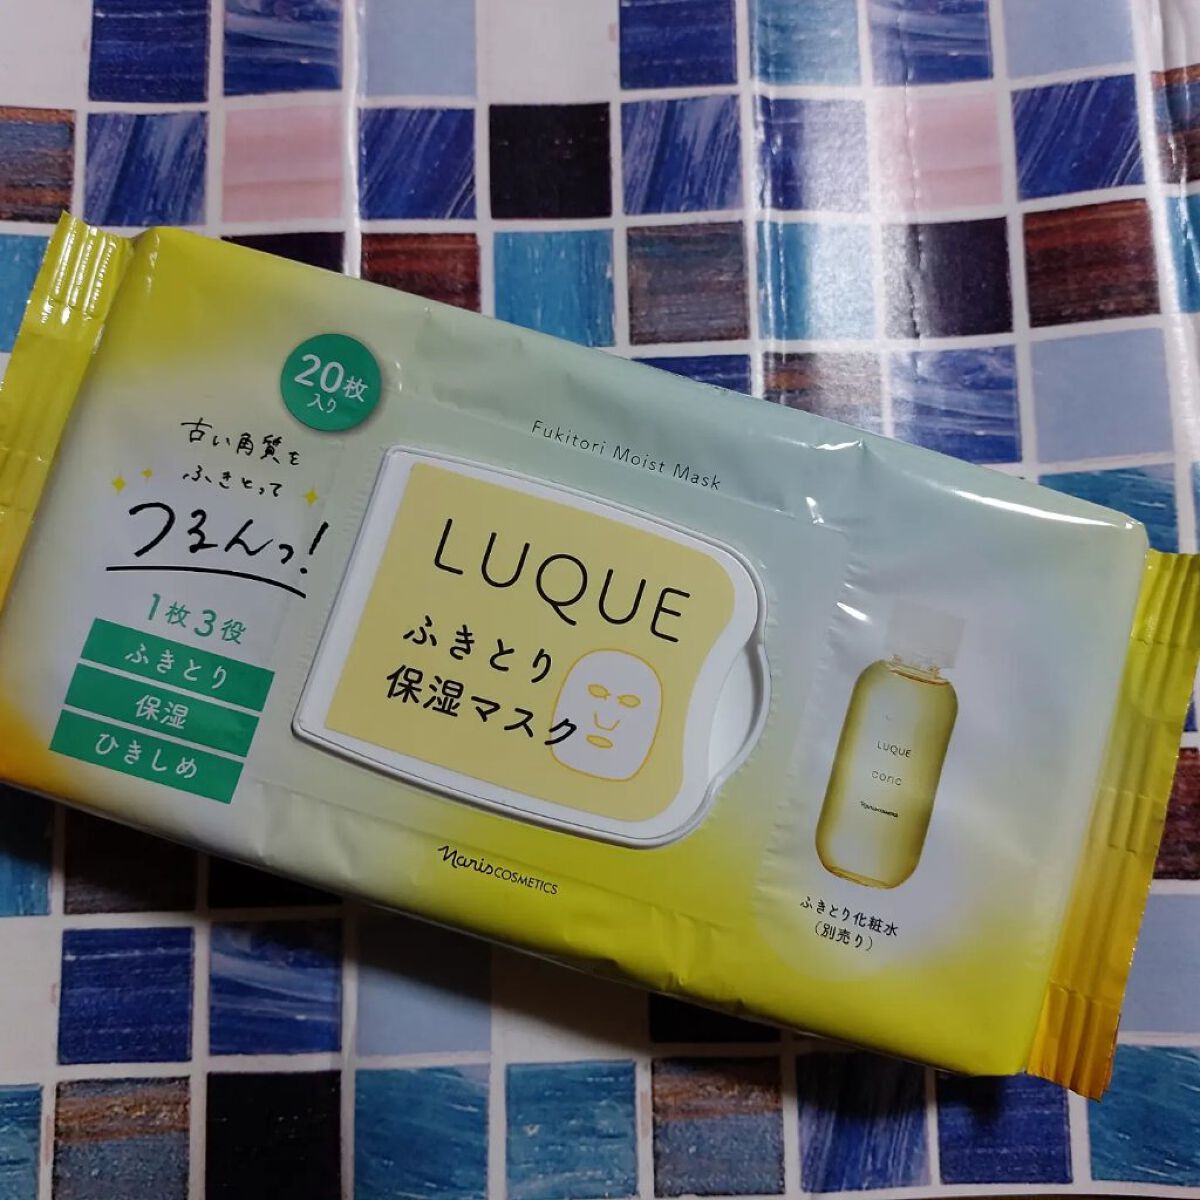 20枚
入り
古い角質を
ふきとって
つるんっ!
1枚3役
ふきとり
保湿
ひきしめ
Fukitori Moist Mask
LUQUE
ふきとり
保湿マスク
Naris COSMETICS
LUQUE
conc
ふきとり化粧水
(別売り)